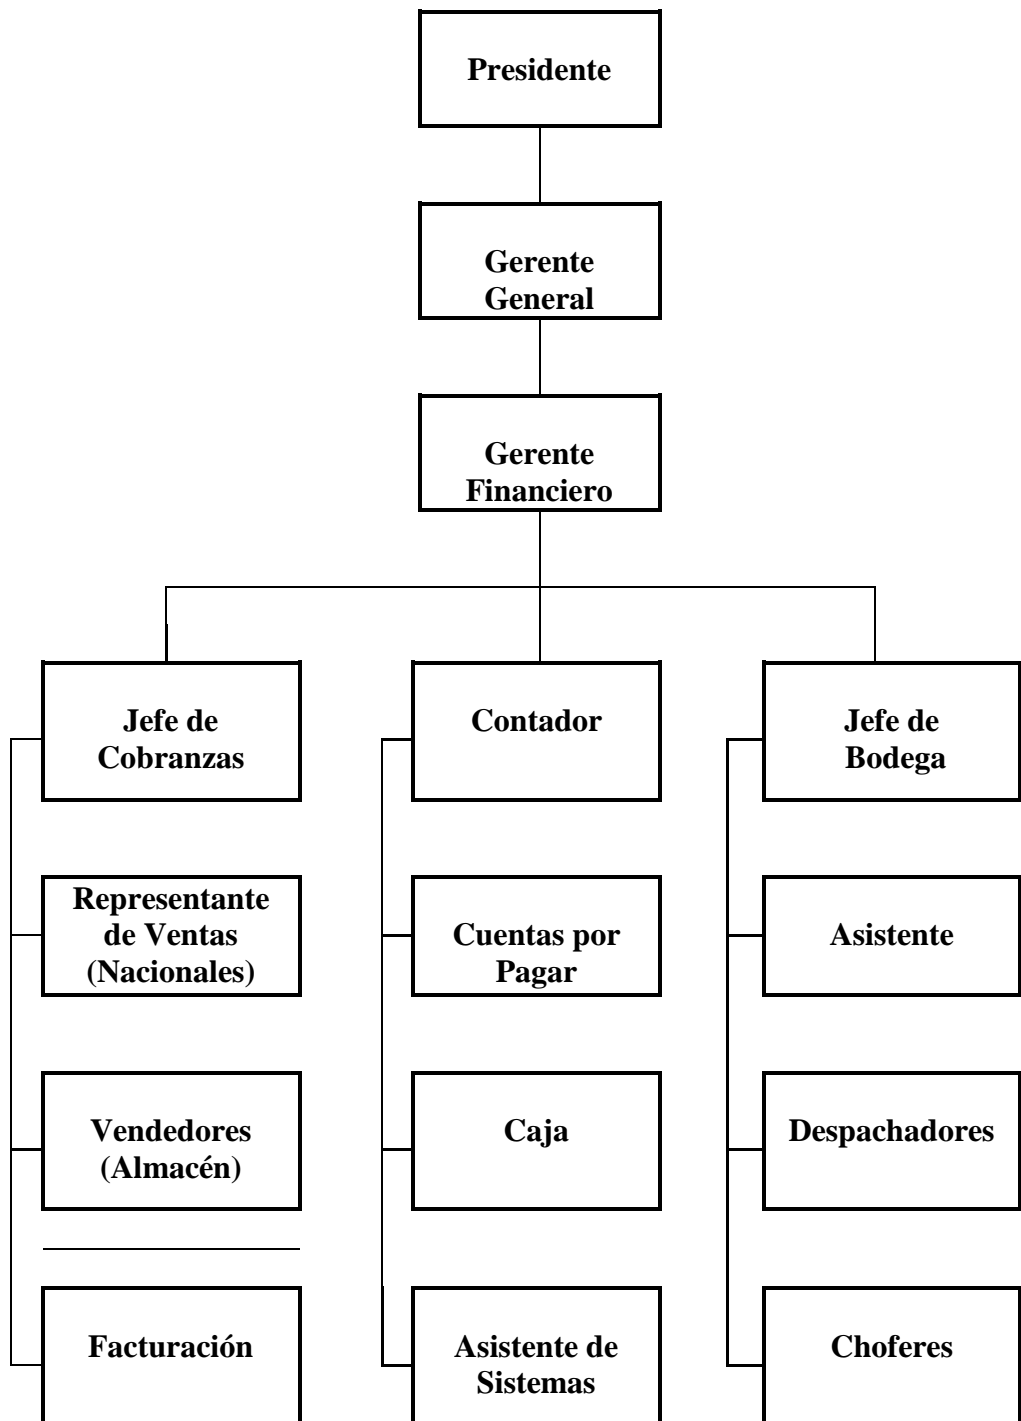 Presidente
Gerente
General
Gerente
Financiero
Jefe de
Cobranzas
Contador
Jefe de
Bodega
Representante
de Ventas
(Nacionales)
Cuentas por
Pagar
Asistente
Vendedores
(Almacén)
Caja
Despachadores
Facturación
Asistente de
Sistemas
Choferes